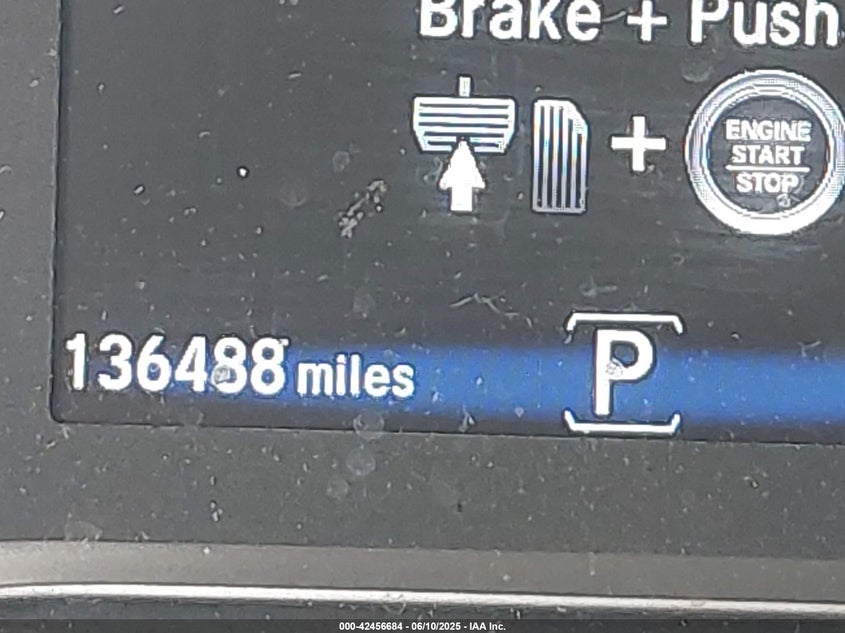 Brake + Push
+
ENGINE
START
STOP
136488 miles
P
000-42456684 - 06/10/2025 - IAA Inc.